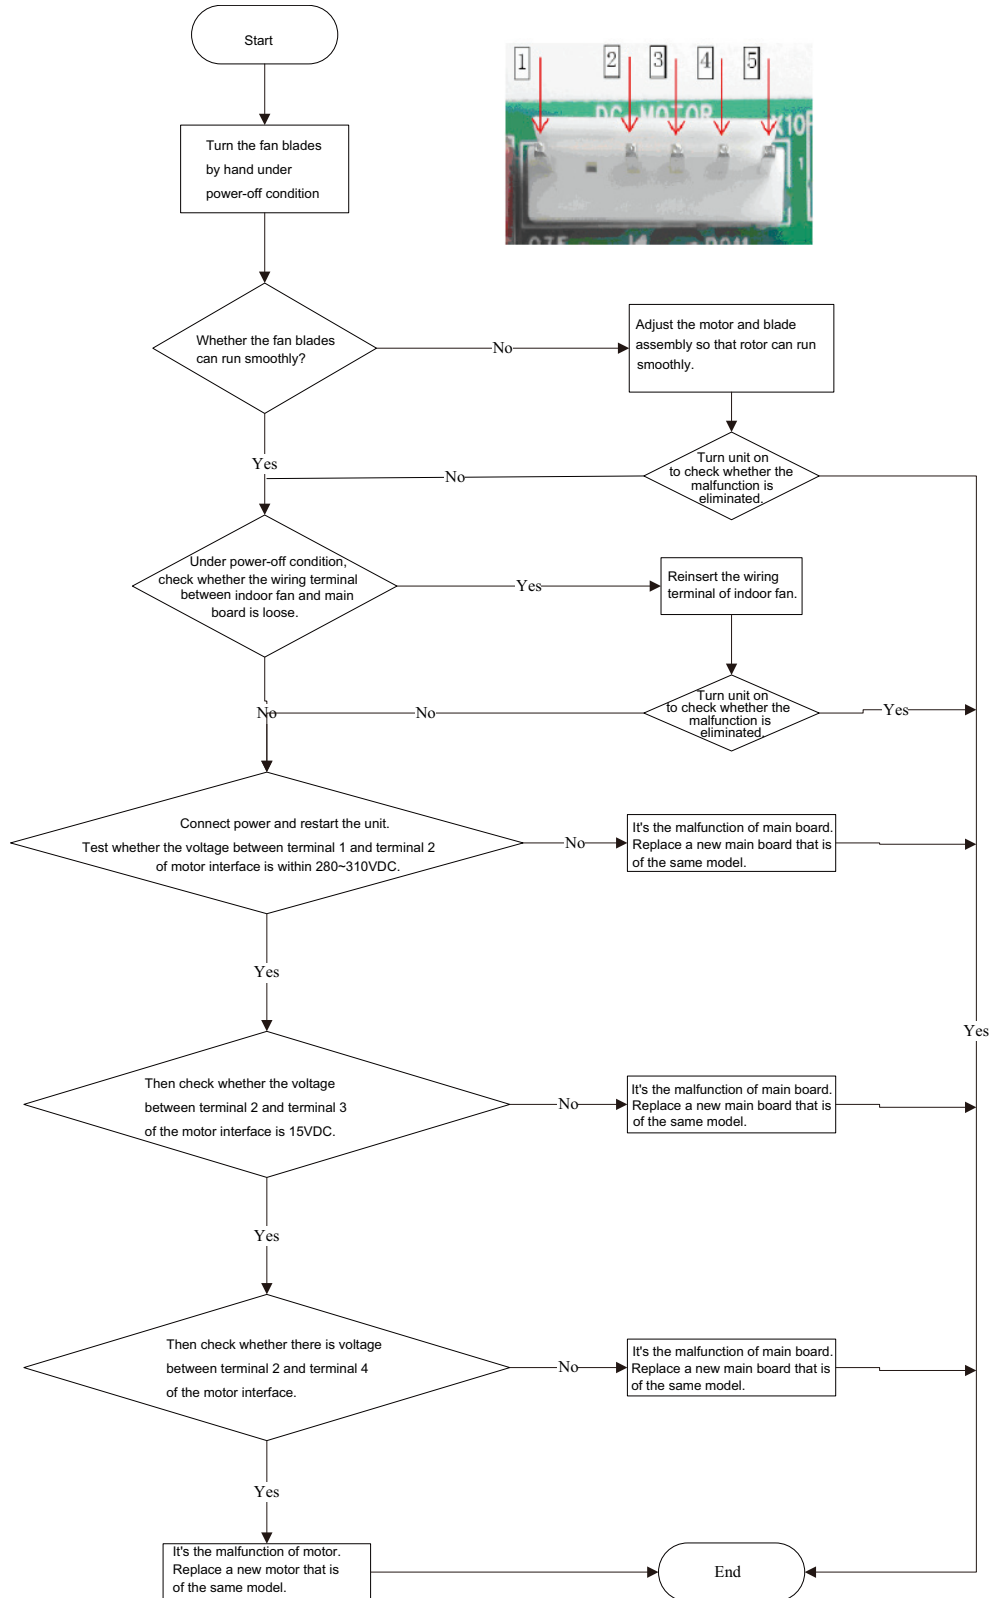 Start
1
2
3
4
5
DC MOTOR
X10
1
Turn the fan blades
by hand under
power-off condition
Whether the fan blades
can run smoothly?
No
Adjust the motor and blade
assembly so that rotor can run
smoothly.
Yes
No
Turn unit on
to check whether the
malfunction is
eliminated.
Under power-off condition,
check whether the wiring terminal
between indoor fan and main
board is loose.
Yes
Reinsert the wiring
terminal of indoor fan.
No
No
Turn unit on
to check whether the
malfunction is
eliminated.
Yes
Connect power and restart the unit.
Test whether the voltage between terminal 1 and terminal 2
of motor interface is within 280~310VDC.
No
It's the malfunction of main board.
Replace a new main board that is
of the same model.
Yes
Yes
Then check whether the voltage
between terminal 2 and terminal 3
of the motor interface is 15VDC.
No
It's the malfunction of main board.
Replace a new main board that is
of the same model.
Yes
Then check whether there is voltage
between terminal 2 and terminal 4
of the motor interface.
No
It's the malfunction of main board.
Replace a new main board that is
of the same model.
Yes
It's the malfunction of motor.
Replace a new motor that is
of the same model.
End